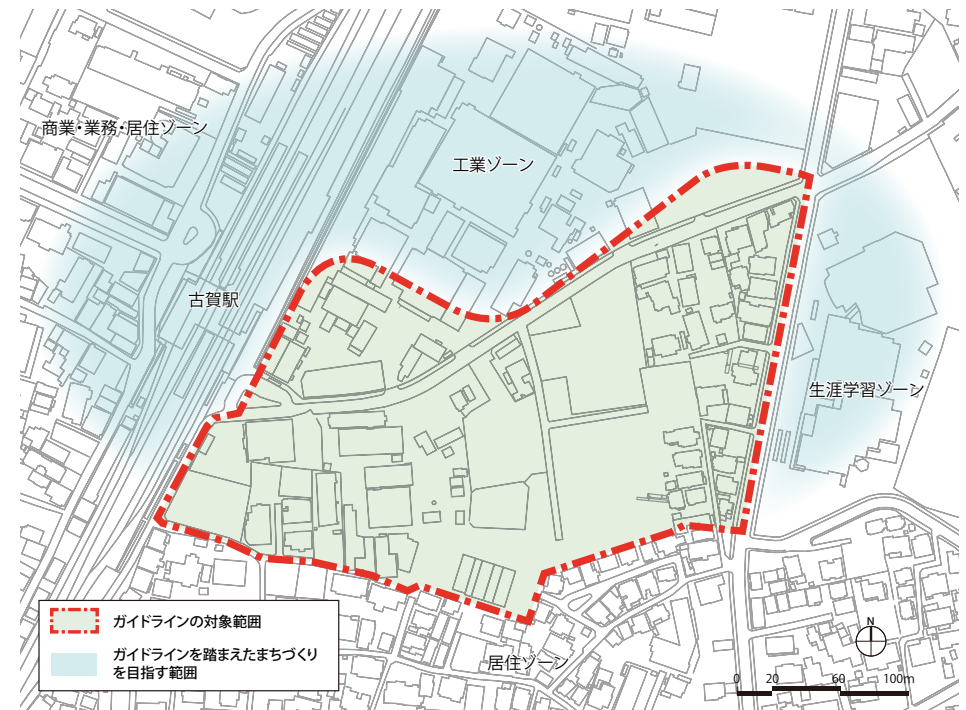 商業・業務・居住ゾーン
工業ゾーン
古賀駅
生涯学習ゾーン
居住ゾーン
ガイドラインの対象範囲
ガイドラインを踏まえたまちづくり
を目指す範囲
N
0 20 60 100m